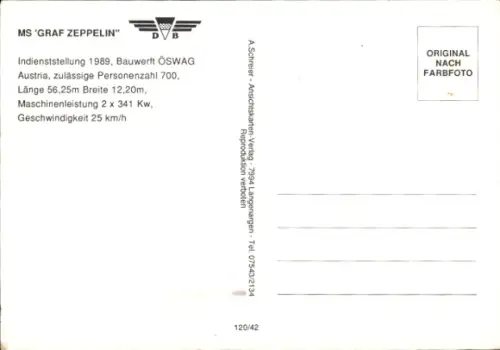 MS 'GRAF ZEPPELIN"
D B
Indienststellung 1989, Bauwerft ÖSWAG
Austria, zulässige Personenzahl 700,
Länge 56,25m Breite 12,20m,
Maschinenleistung 2 x 341 Kw,
Geschwindigkeit 25 km/h
A.Schreier - Ansichtskarten-Verlag - 7994 Langenargen - Tel. 07543/2134
Reproduktion verboten
ORIGINAL
NACH
FARBFOTO
120/42